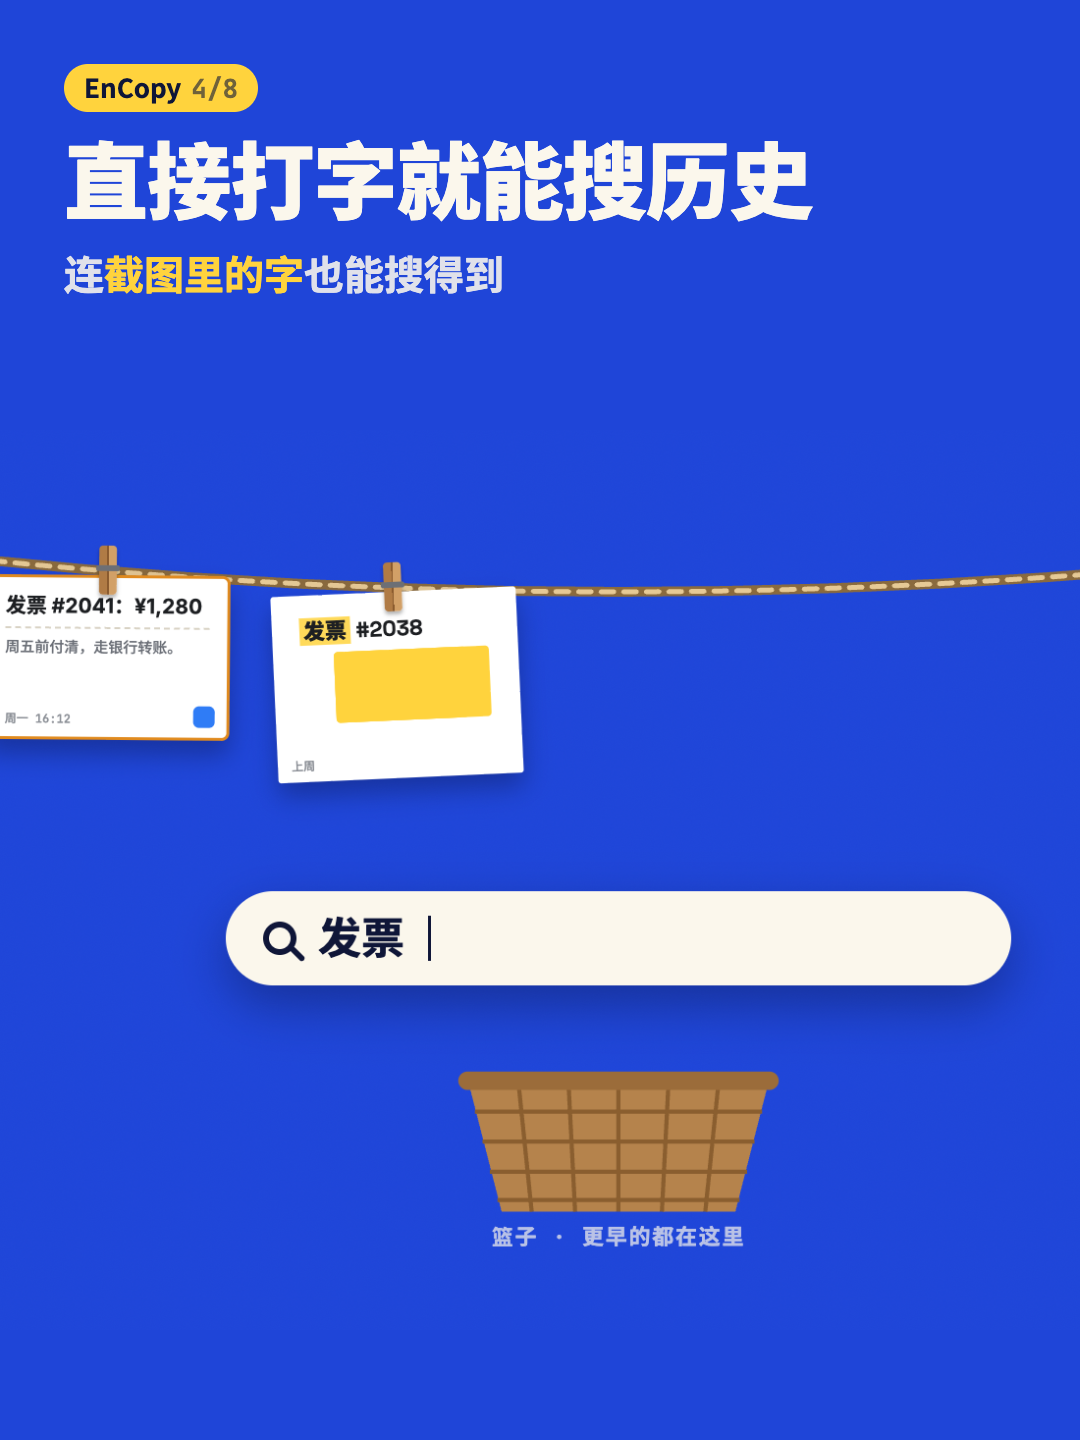 EnCopy 4/8
直接打字就能搜历史
连截图里的字也能搜得到
发票 #2041：¥1,280
周五前付清，走银行转账。
周一 16:12
发票 #2038
上周
发票
篮子 · 更早的都在这里